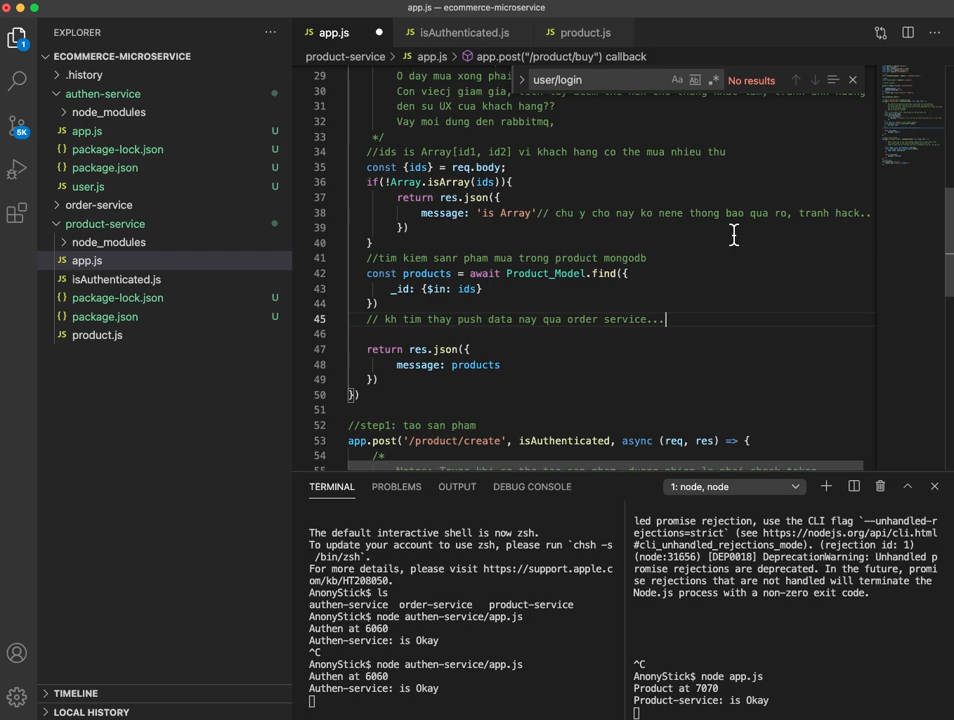 app.js — ecommerce-microservice
EXPLORER
ECOMMERCE-MICROSERVICE
.history
authen-service
node_modules
JS app.js U
{} package-lock.json U
{} package.json U
JS user.js U
order-service
product-service
node_modules
JS app.js
JS isAuthenticated.js
{} package-lock.json U
{} package.json U
JS product.js
TIMELINE
LOCAL HISTORY
1
5K
JS app.js
JS isAuthenticated.js
JS product.js
product-service > JS app.js > app.post("/product/buy") callback
user/login Aa Abl .* No results
29 O day mua xong phai
30 Con viecj giam gia,
31 den su UX cua khach hang??
32 Vay moi dung den rabbitmq,
33 */
34 //ids is Array[id1, id2] vi khach hang co the mua nhieu thu
35 const {ids} = req.body;
36 if(!Array.isArray(ids)){
37 return res.json({
38 message: 'is Array'// chu y cho nay ko nene thong bao qua ro, tranh hack..
39 })
40 }
41 //tim kiem sanr pham mua trong product mongodb
42 const products = await Product_Model.find({
43 _id: {$in: ids}
44 })
45 // kh tim thay push data nay qua order service...
46
47 return res.json({
48 message: products
49 })
50 })
51
52 //step1: tao san pham
53 app.post('/product/create', isAuthenticated, async (req, res) => {
54 /*
55
TERMINAL PROBLEMS OUTPUT DEBUG CONSOLE 1: node, node
The default interactive shell is now zsh.
To update your account to use zsh, please run `chsh -s
/bin/zsh`.
For more details, please visit https://support.apple.c
om/kb/HT208050.
AnonyStick$ ls
authen-service order-service product-service
AnonyStick$ node authen-service/app.js
Authen at 6060
Authen-service: is Okay
^C
AnonyStick$ node authen-service/app.js
Authen at 6060
Authen-service: is Okay
led promise rejection, use the CLI flag `--unhandled-r
ejections=strict` (see https://nodejs.org/api/cli.html
#cli_unhandled_rejections_mode). (rejection id: 1)
(node:31656) [DEP0018] DeprecationWarning: Unhandled p
romise rejections are deprecated. In the future, promi
se rejections that are not handled will terminate the
Node.js process with a non-zero exit code.
^C
AnonyStick$ node app.js
Product at 7070
Product-service: is Okay